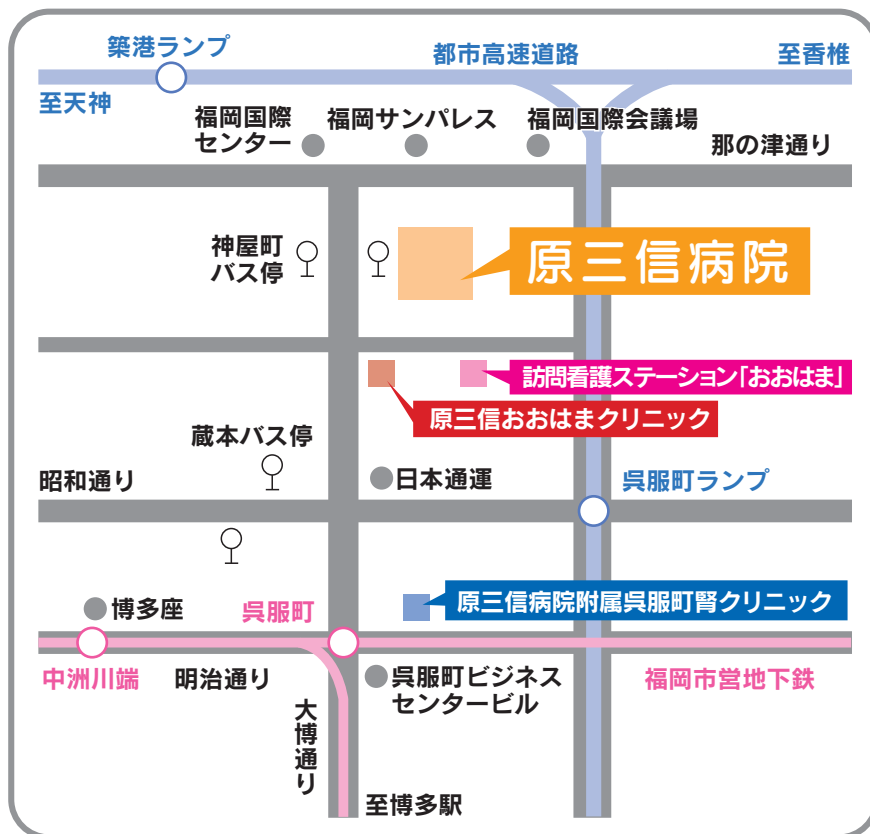 築港ランプ
都市高速道路
至香椎
至天神
福岡国際
センター
福岡サンパレス
福岡国際会議場
那の津通り
神屋町
バス停
原三信病院
訪問看護ステーション「おおはま」
原三信おおはまクリニック
蔵本バス停
昭和通り
日本通運
呉服町ランプ
原三信病院附属呉服町腎クリニック
博多座
呉服町
中洲川端
明治通り
呉服町ビジネス
センタービル
福岡市営地下鉄
大博通り
至博多駅